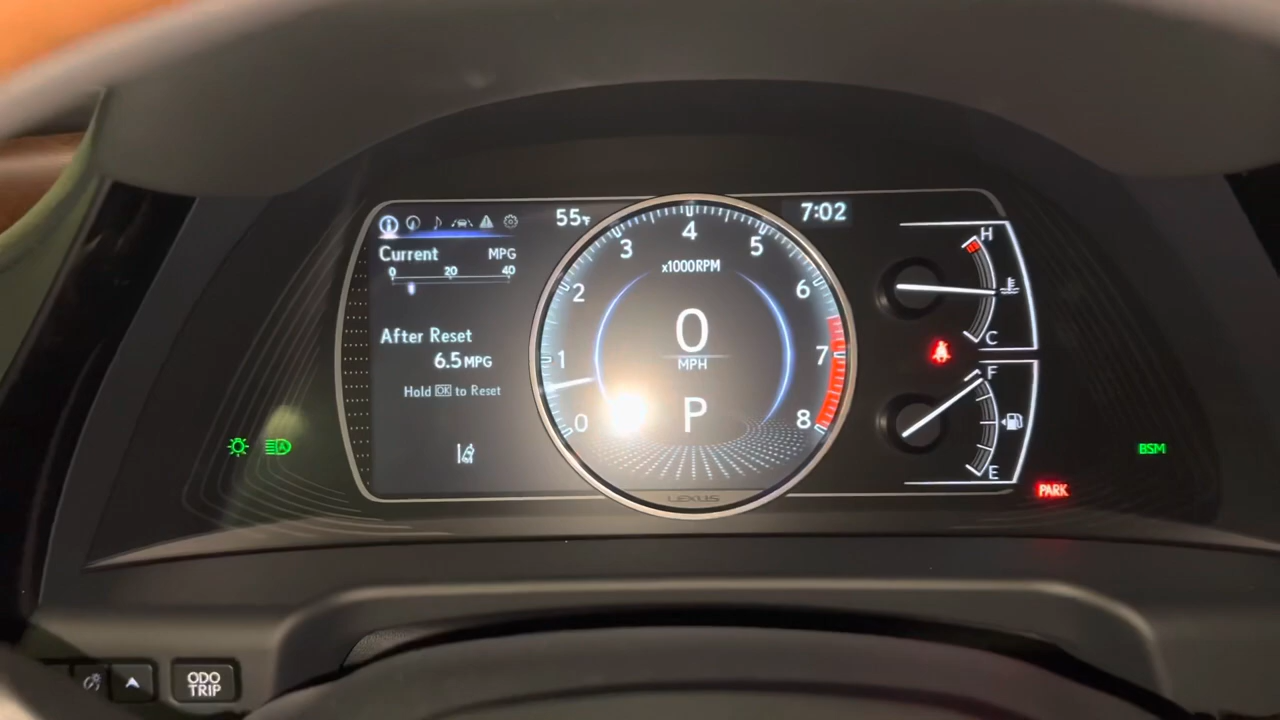 55°F
7:02
Current MPG
0 20 40
After Reset
6.5 MPG
Hold OK to Reset
0
1
2
3
4
5
6
7
8
x1000RPM
0
MPH
P
LEXUS
H
C
F
E
A
BSM
PARK
ODO
TRIP